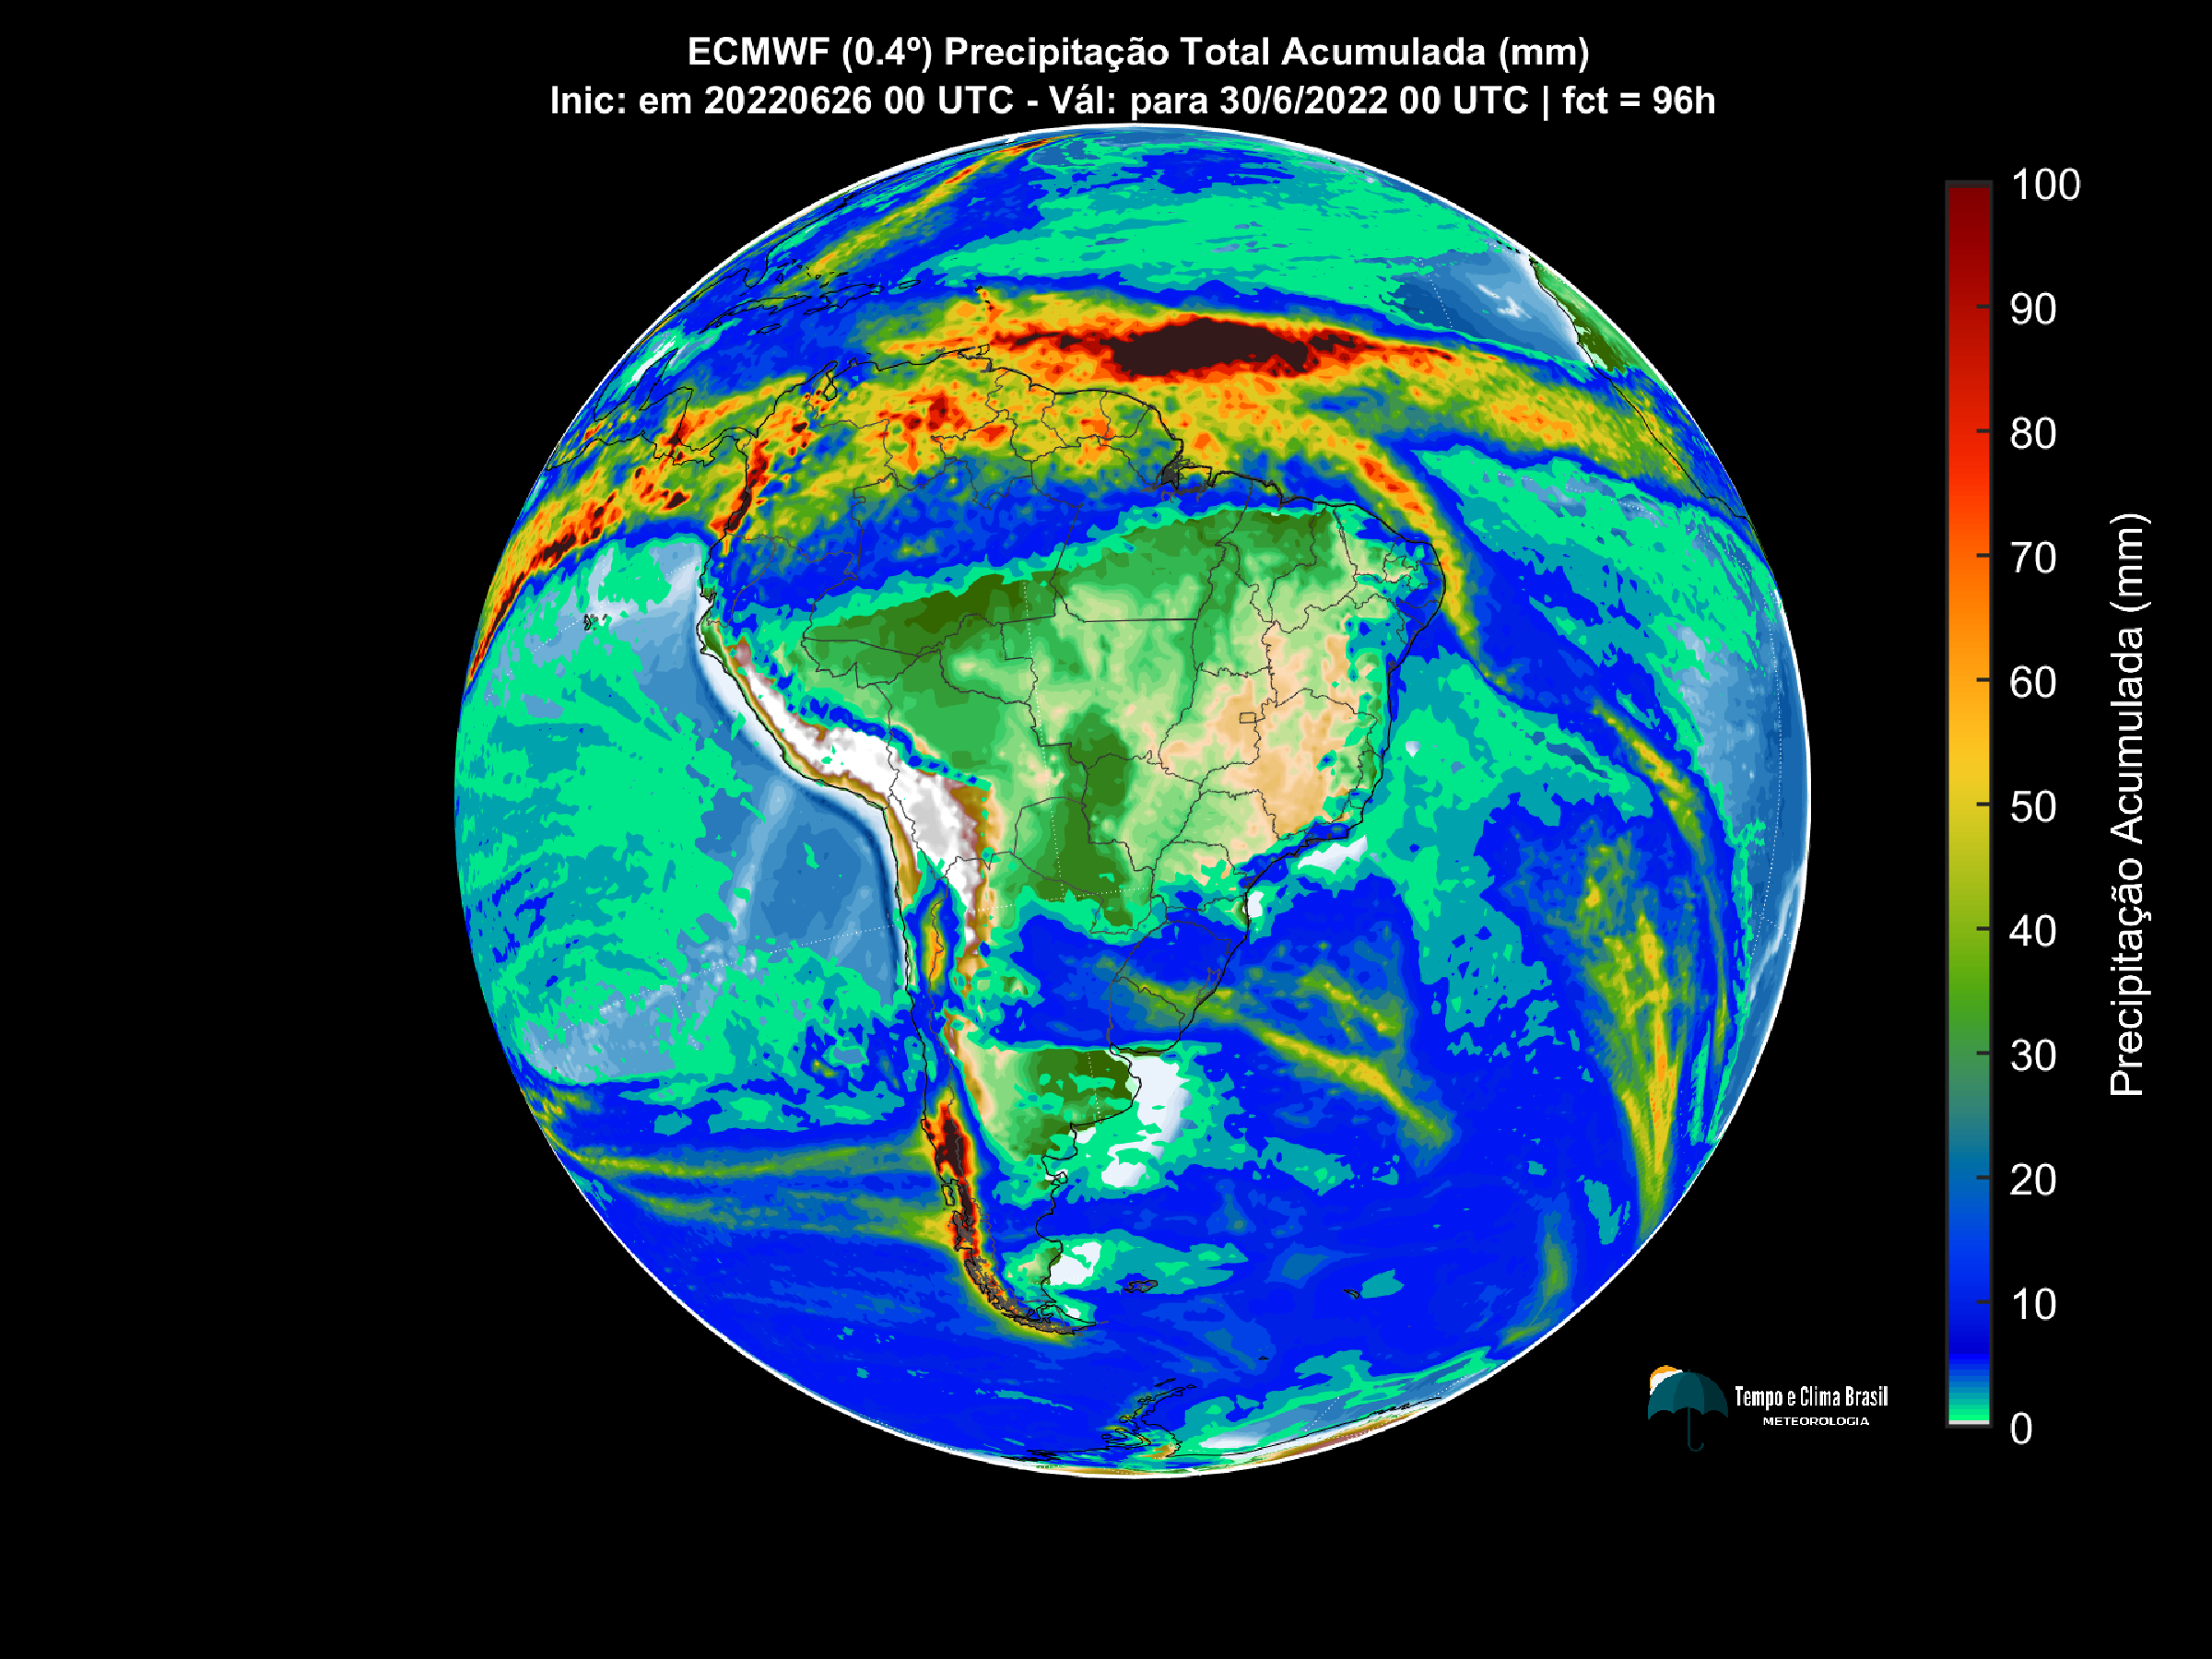 ECMWF (0.4º) Precipitação Total Acumulada (mm)
Inic: em 20220626 00 UTC - Vál: para 30/6/2022 00 UTC | fct = 96h
100
90
80
70
60
50
40
30
20
10
0
Precipitação Acumulada (mm)
Tempo e Clima Brasil
METEOROLOGIA